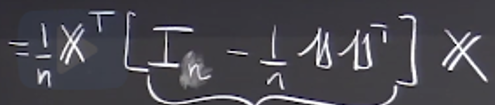 = 1/n 𝕏ᵀ [ Iₙ - 1/n 𝟙𝟙ᵀ ] 𝕏